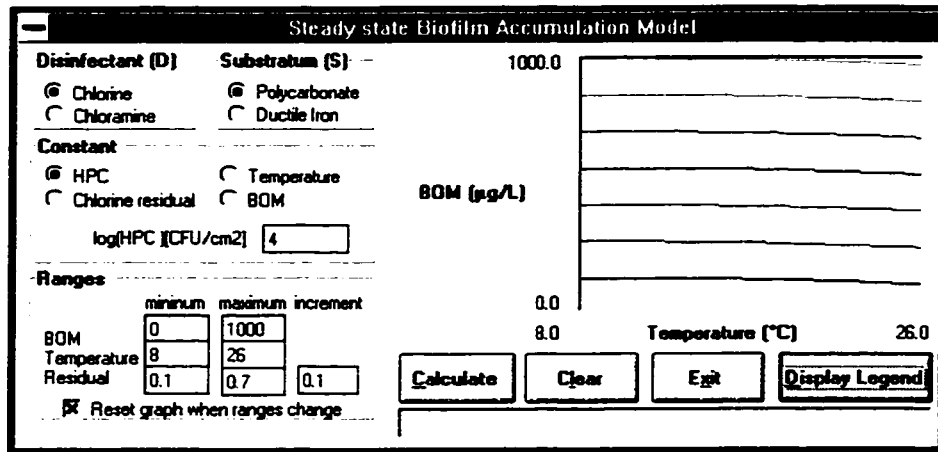 Steady state Biofilm Accumulation Model
Disinfectant (D) Substratum (S)
Chlorine Polycarbonate
Chloramine Ductile Iron
Constant
HPC Temperature
Chlorine residual BOM
log(HPC )[CFU/cm2] 4
Ranges
mininum maximum increment
BOM 0 1000
Temperature 8 26
Residual 0.1 0.7 0.1
Reset graph when ranges change
1000.0
BOM (µg/L)
0.0
8.0 Temperature (°C) 26.0
Calculate Clear Exit Display Legend